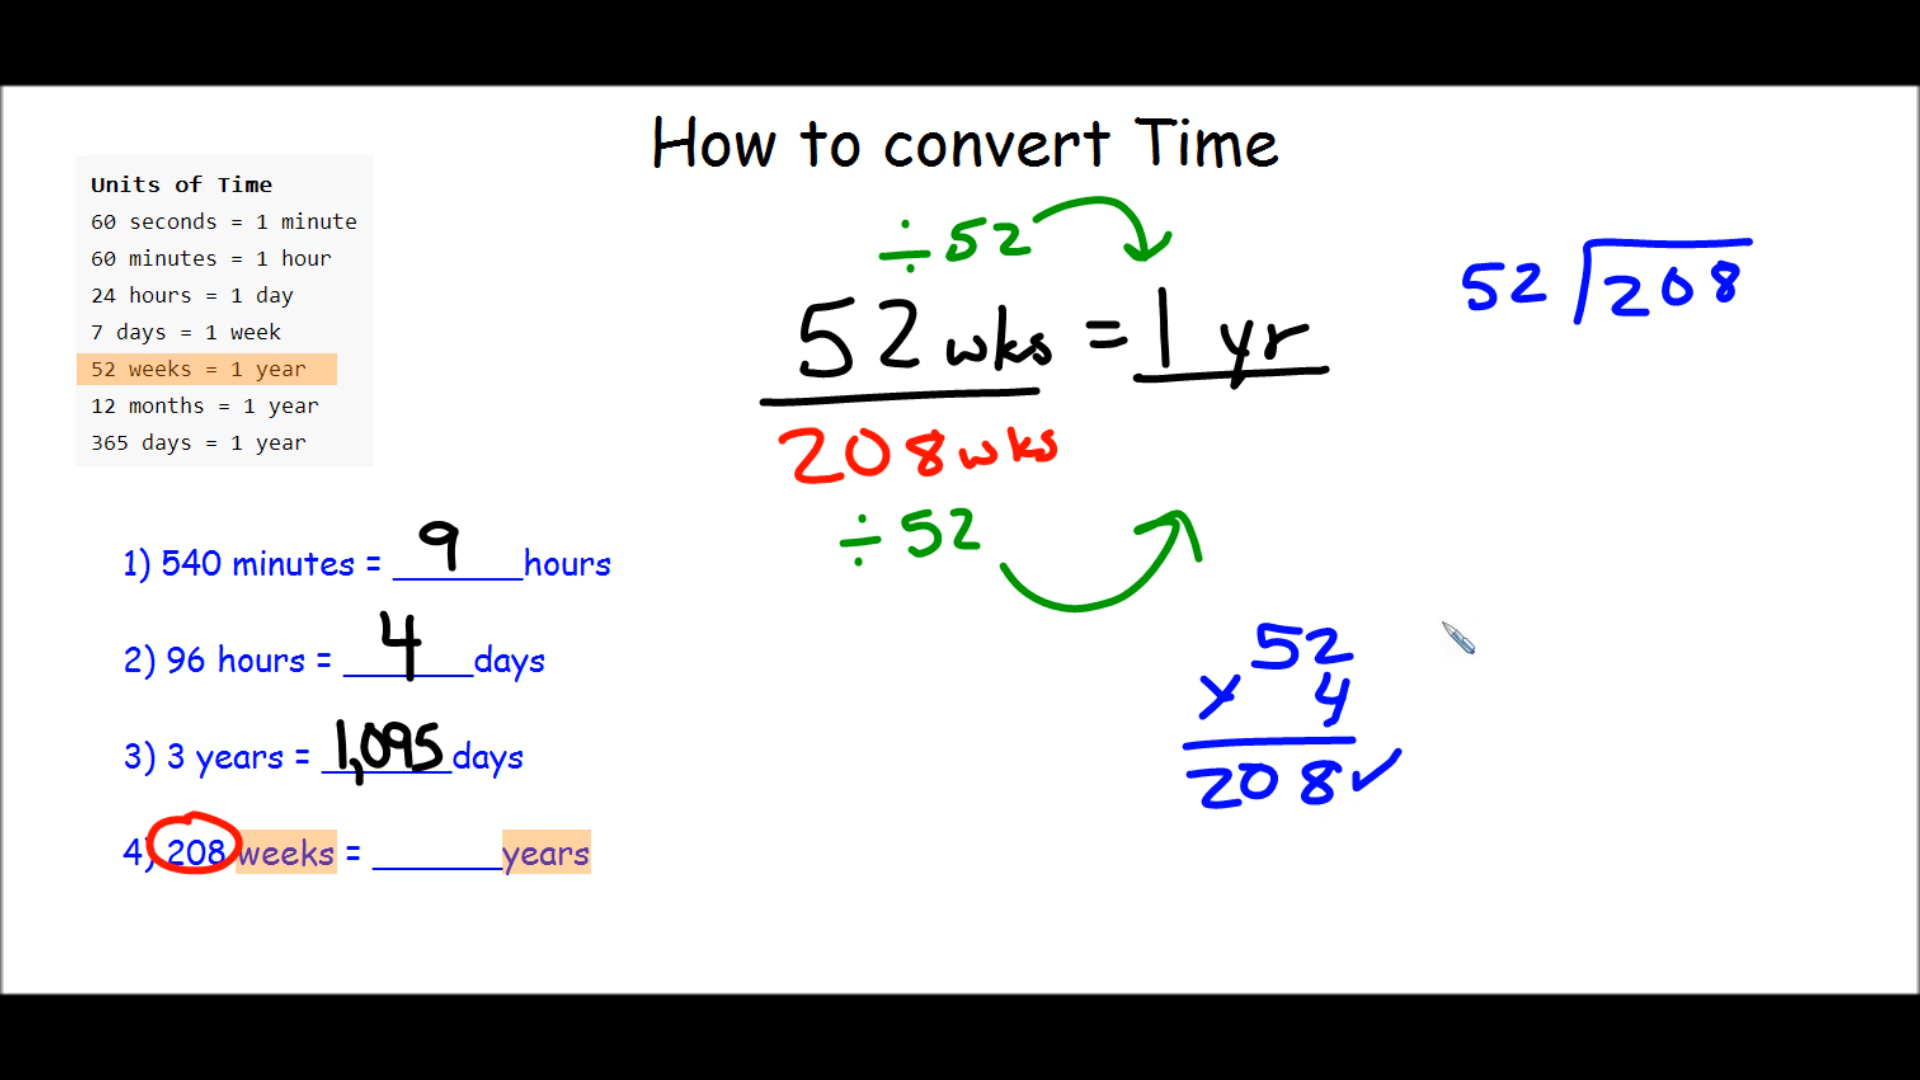 How to convert Time
Units of Time
60 seconds = 1 minute
60 minutes = 1 hour
24 hours = 1 day
7 days = 1 week
52 weeks = 1 year
12 months = 1 year
365 days = 1 year
÷52
52 wks = 1 yr
208 wks
÷52
52 208
1) 540 minutes = 9 hours
2) 96 hours = 4 days
3) 3 years = 1,095 days
4) 208 weeks = _______years
52
x 4
208 ✓